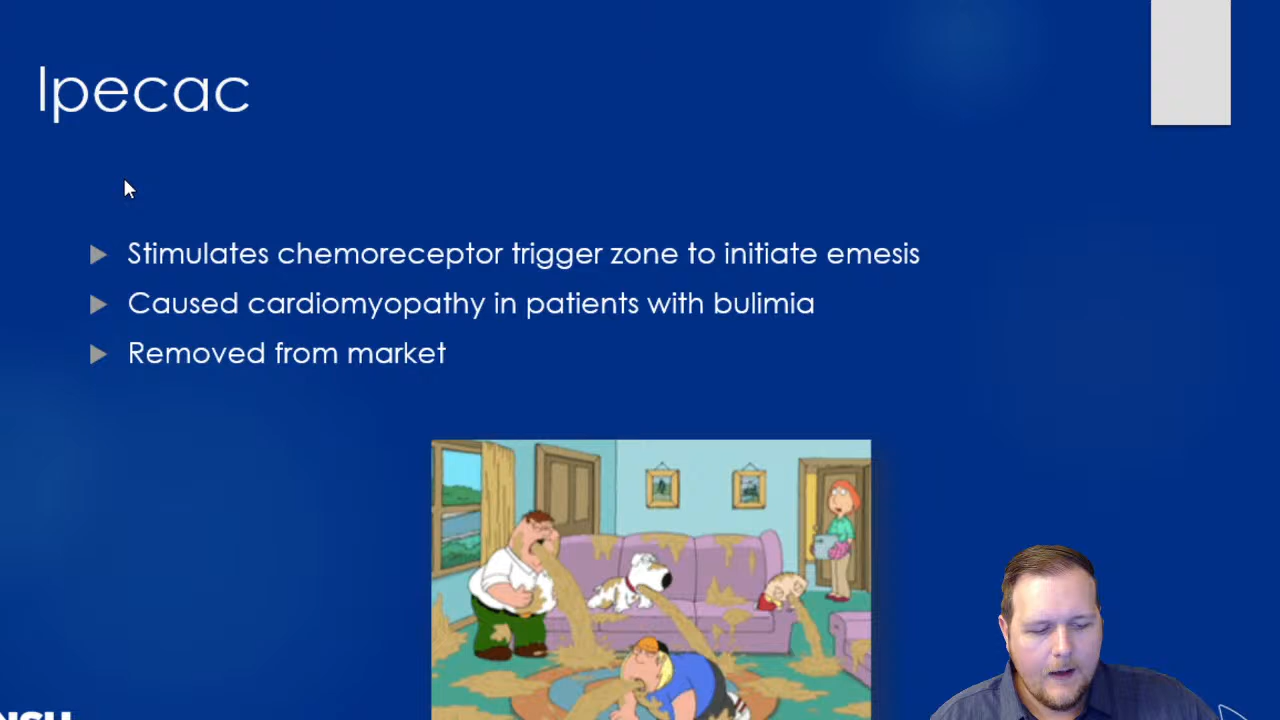 Ipecac
Stimulates chemoreceptor trigger zone to initiate emesis
Caused cardiomyopathy in patients with bulimia
Removed from market